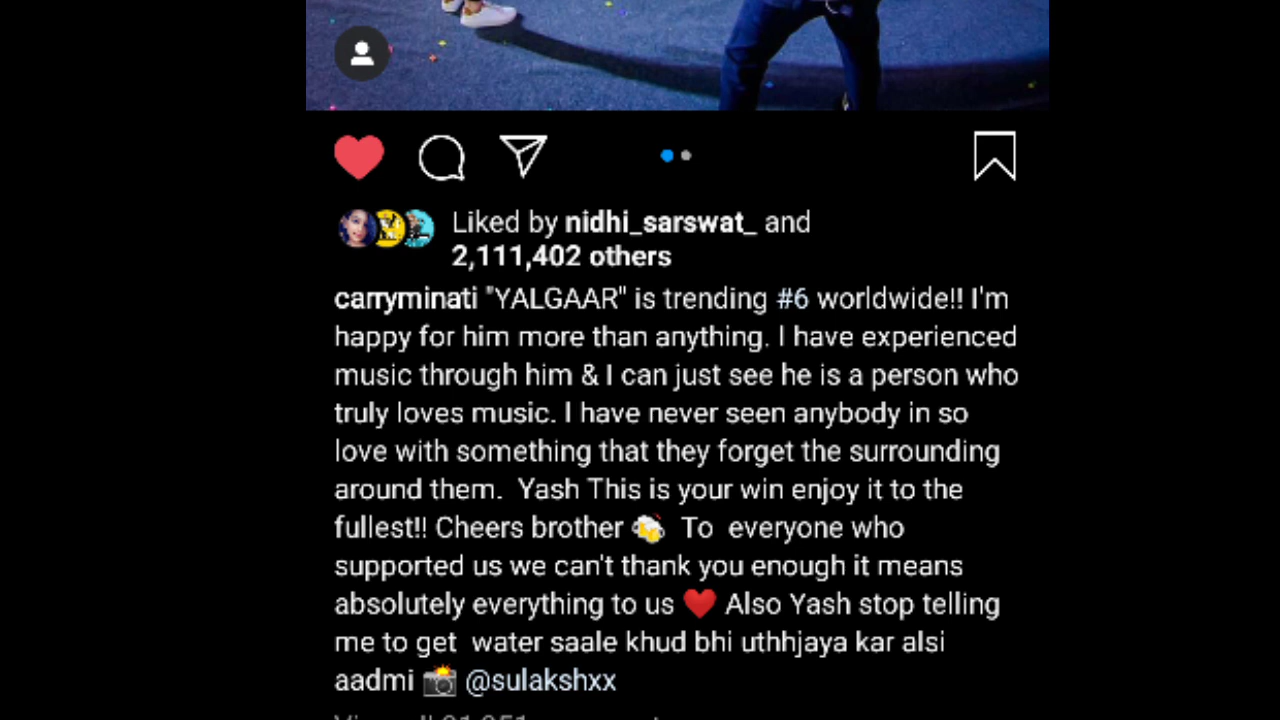 Liked by nidhi_sarswat_ and
2,111,402 others
carryminati "YALGAAR" is trending #6 worldwide!! I'm
happy for him more than anything. I have experienced
music through him & I can just see he is a person who
truly loves music. I have never seen anybody in so
love with something that they forget the surrounding
around them. Yash This is your win enjoy it to the
fullest!! Cheers brother 🍻 To everyone who
supported us we can't thank you enough it means
absolutely everything to us ❤️ Also Yash stop telling
me to get water saale khud bhi uthhjaya kar alsi
aadmi 📸 @sulakshxx